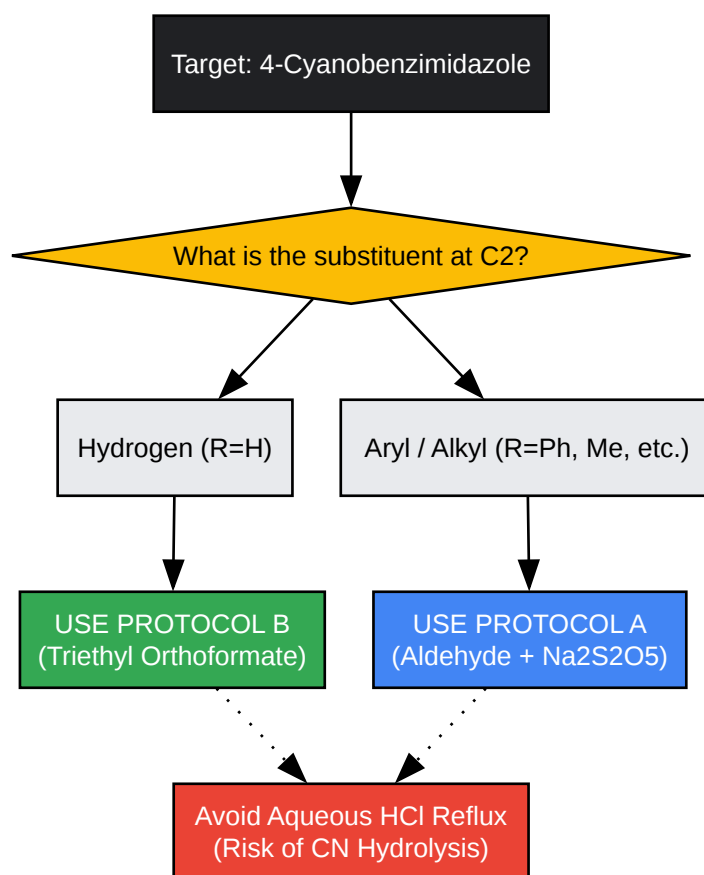 Target: 4-Cyanobenzimidazole
What is the substituent at C2?
Hydrogen (R=H)
Aryl / Alkyl (R=Ph, Me, etc.)
USE PROTOCOL B
(Triethyl Orthoformate)
USE PROTOCOL A
(Aldehyde + Na2S2O5)
Avoid Aqueous HCl Reflux
(Risk of CN Hydrolysis)